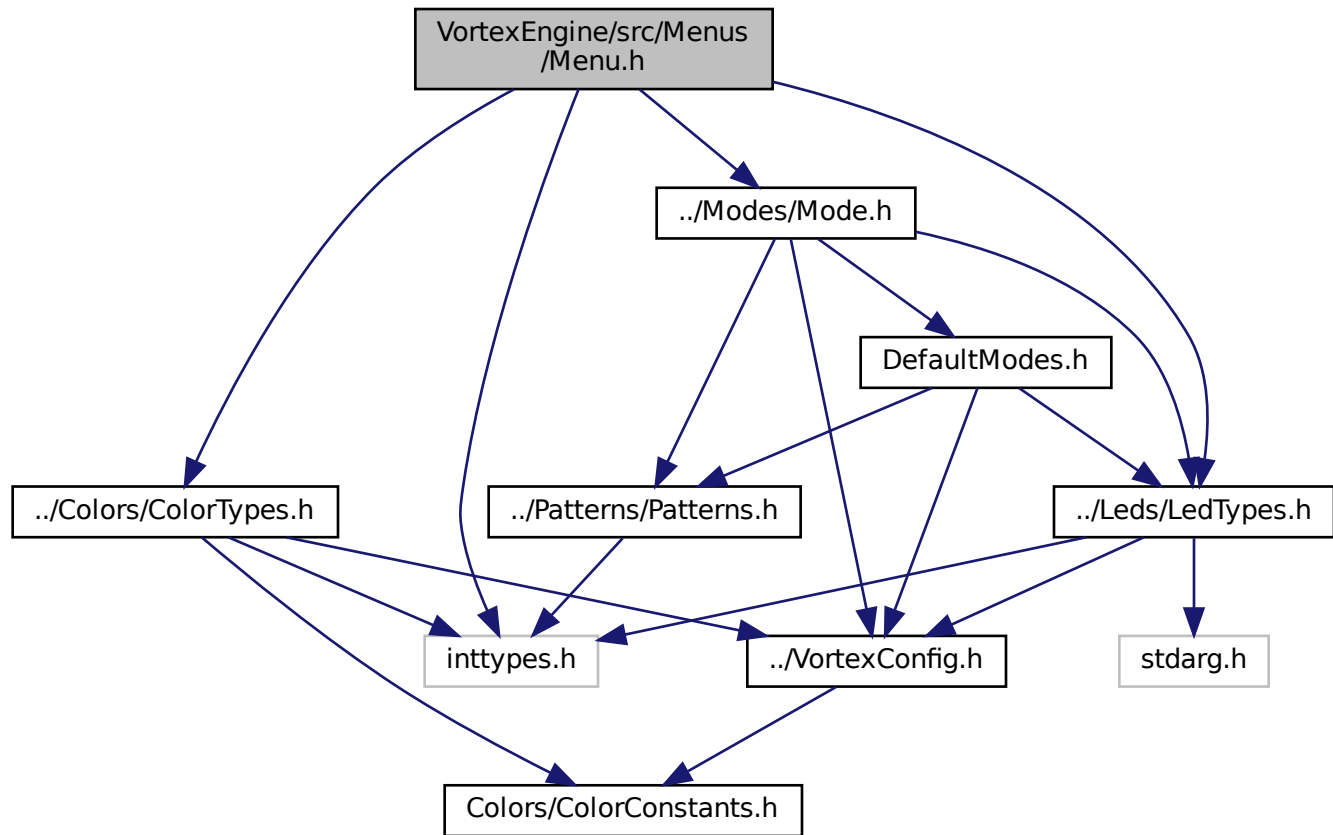 VortexEngine/src/Menus
/Menu.h
../Modes/Mode.h
DefaultModes.h
../Colors/ColorTypes.h
../Patterns/Patterns.h
../Leds/LedTypes.h
inttypes.h
../VortexConfig.h
stdarg.h
Colors/ColorConstants.h